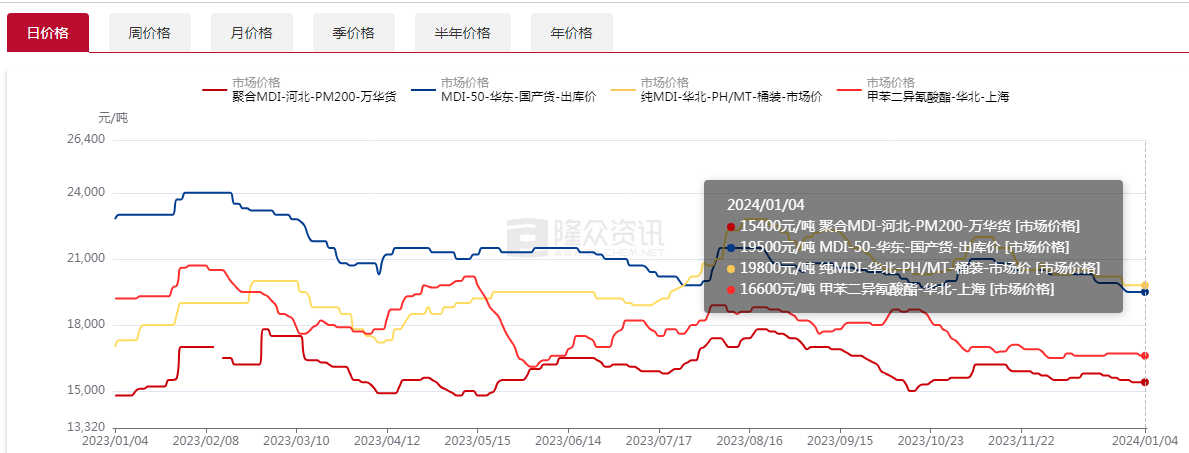 日价格
周价格
月价格
季价格
半年价格
年价格
市场价格
聚合MDI-河北-PM200-万华货
市场价格
MDI-50-华东-国产货-出库价
市场价格
纯MDI-华北-PH/MT-桶装-市场价
市场价格
甲苯二异氰酸酯-华北-上海
元/吨
26,400
24,000
21,000
18,000
15,000
13,320
隆众资讯
2024/01/04
15400元/吨 聚合MDI-河北-PM200-万华货 [市场价格]
19500元/吨 MDI-50-华东-国产货-出库价 [市场价格]
19800元/吨 纯MDI-华北-PH/MT-桶装-市场价 [市场价格]
16600元/吨 甲苯二异氰酸酯-华北-上海 [市场价格]
2023/01/04
2023/02/08
2023/03/10
2023/04/12
2023/05/15
2023/06/14
2023/07/17
2023/08/16
2023/09/15
2023/10/23
2023/11/22
2024/01/04